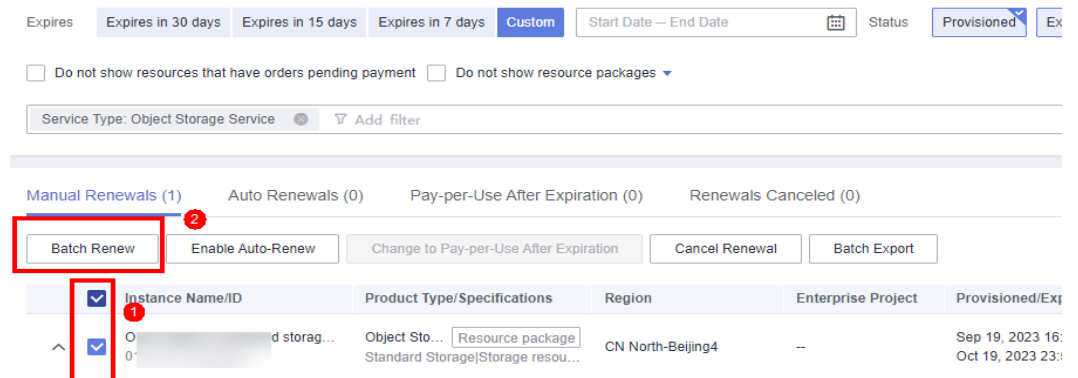 Expires Expires in 30 days Expires in 15 days Expires in 7 days Custom Start Date — End Date Status Provisioned Ex
Do not show resources that have orders pending payment Do not show resource packages
Service Type: Object Storage Service Add filter
Manual Renewals (1) Auto Renewals (0) Pay-per-Use After Expiration (0) Renewals Canceled (0)
2
Batch Renew Enable Auto-Renew Change to Pay-per-Use After Expiration Cancel Renewal Batch Export
Instance Name/ID Product Type/Specifications Region Enterprise Project Provisioned/Exp
1
O d storag... Object Sto... Resource package CN North-Beijing4 -- Sep 19, 2023 16:
Standard Storage|Storage resou... Oct 19, 2023 23: